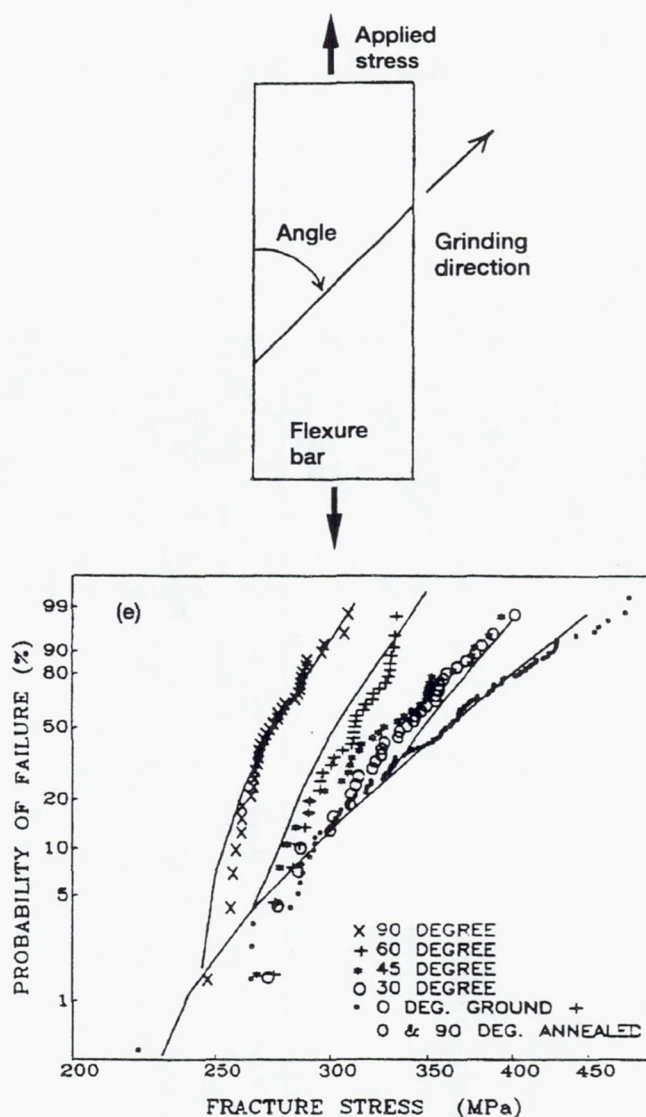 Applied
stress
Angle
Grinding
direction
Flexure
bar
(e)
PROBABILITY OF FAILURE (%)
99
90
80
50
20
10
5
1
× 90 DEGREE
+ 60 DEGREE
* 45 DEGREE
O 30 DEGREE
• 0 DEG. GROUND +
0 & 90 DEG. ANNEALED
200 250 300 350 400 450
FRACTURE STRESS (MPa)